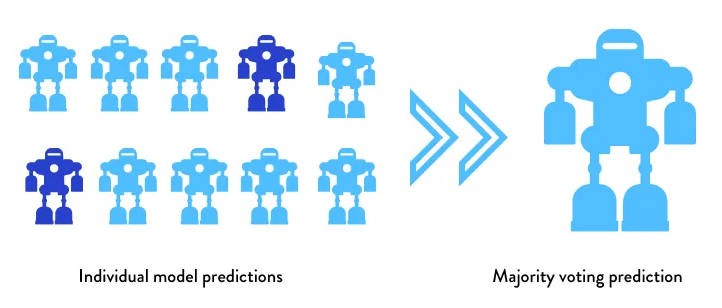 Individual model predictions
Majority voting prediction